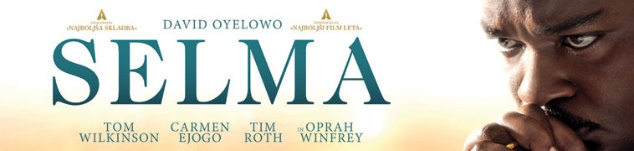 »NAJBOLJŠA SKLADBA«
DAVID OYELOWO
»NAJBOLJŠI FILM LETA«
SELMA
TOM WILKINSON
CARMEN EJOGO
TIM ROTH
IN OPRAH WINFREY